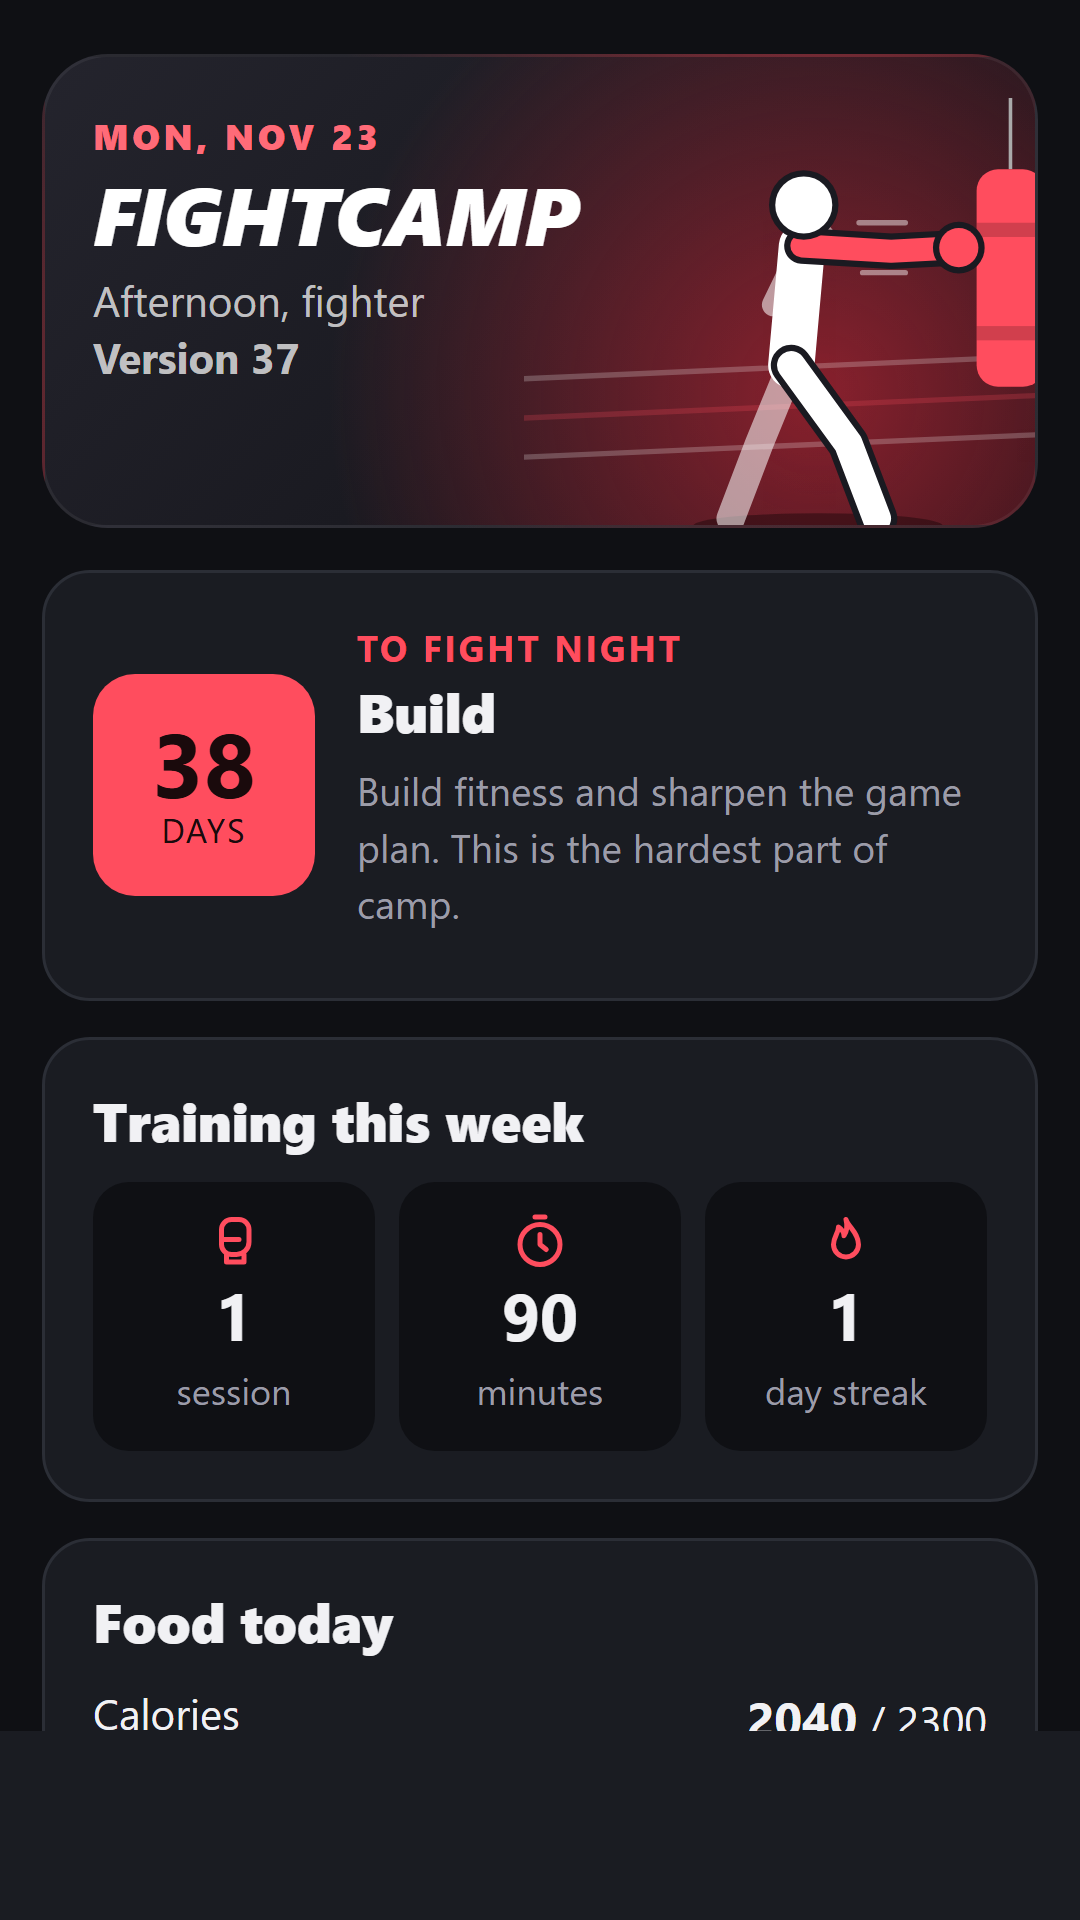 MON, NOV 23
FIGHTCAMP
Afternoon, fighter
Version 37
38
DAYS
TO FIGHT NIGHT
Build
Build fitness and sharpen the game
plan. This is the hardest part of
camp.
Training this week
1
session
90
minutes
1
day streak
Food today
Calories
2040 / 2300